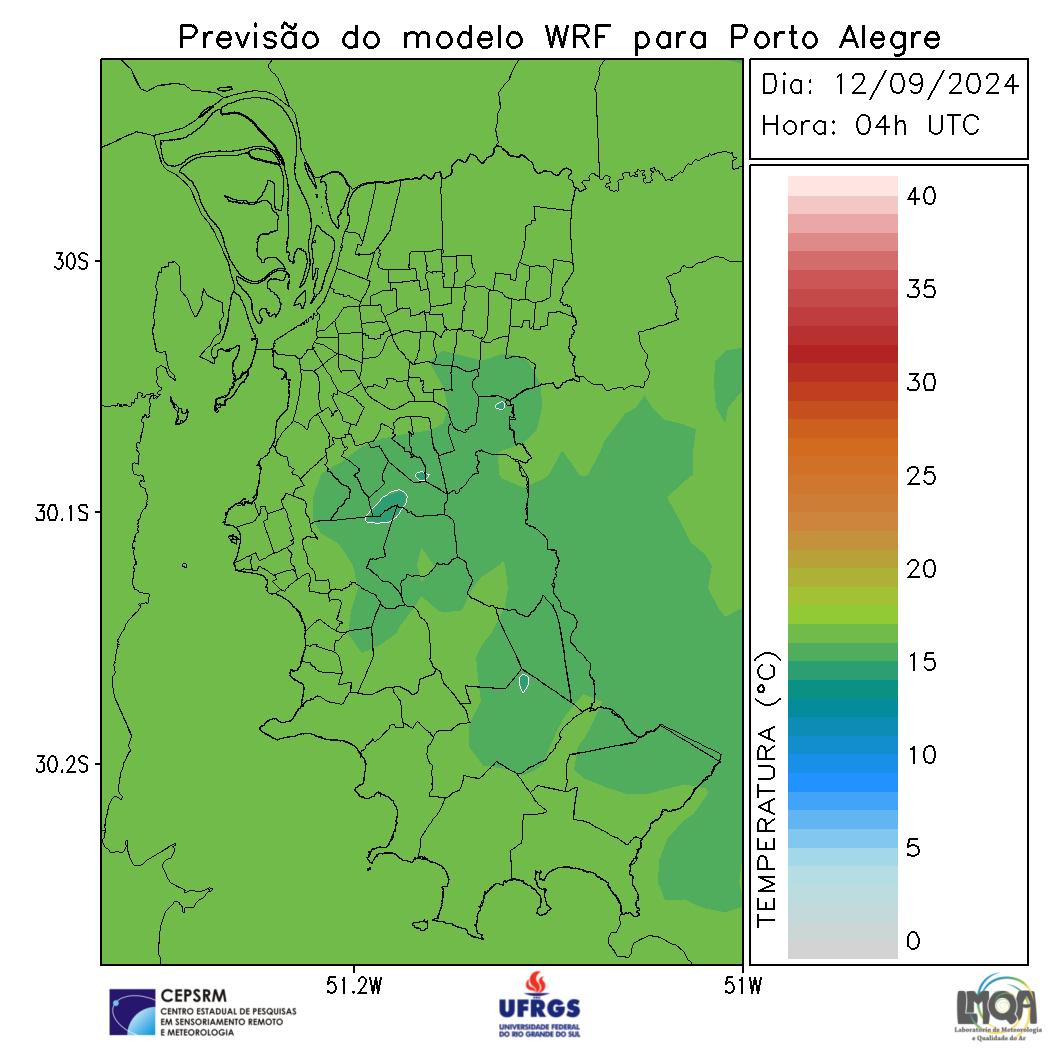 Previsão do modelo WRF para Porto Alegre
Dia: 12/09/2024
Hora: 04h UTC
40
35
30
25
20
15
10
5
0
TEMPERATURA (°C)
30S
30.1S
30.2S
51.2W
51W
CEPSRM
CENTRO ESTADUAL DE PESQUISAS
EM SENSORIAMENTO REMOTO
E METEOROLOGIA
UFRGS
UNIVERSIDADE FEDERAL
DO RIO GRANDE DO SUL
LMQA
Laboratório de Meteorologia
e Qualidade do Ar